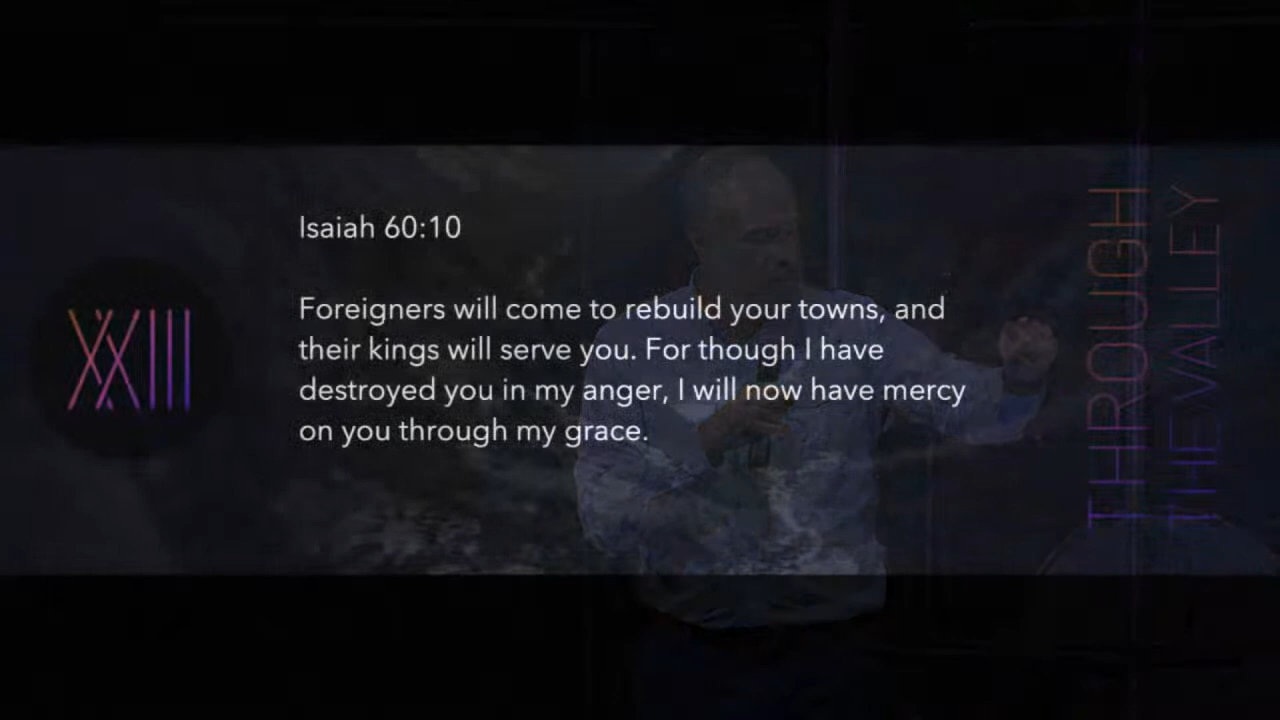 Isaiah 60:10
Foreigners will come to rebuild your towns, and
their kings will serve you. For though I have
destroyed you in my anger, I will now have mercy
on you through my grace.
XXIII
THROUGH
THE VALLEY